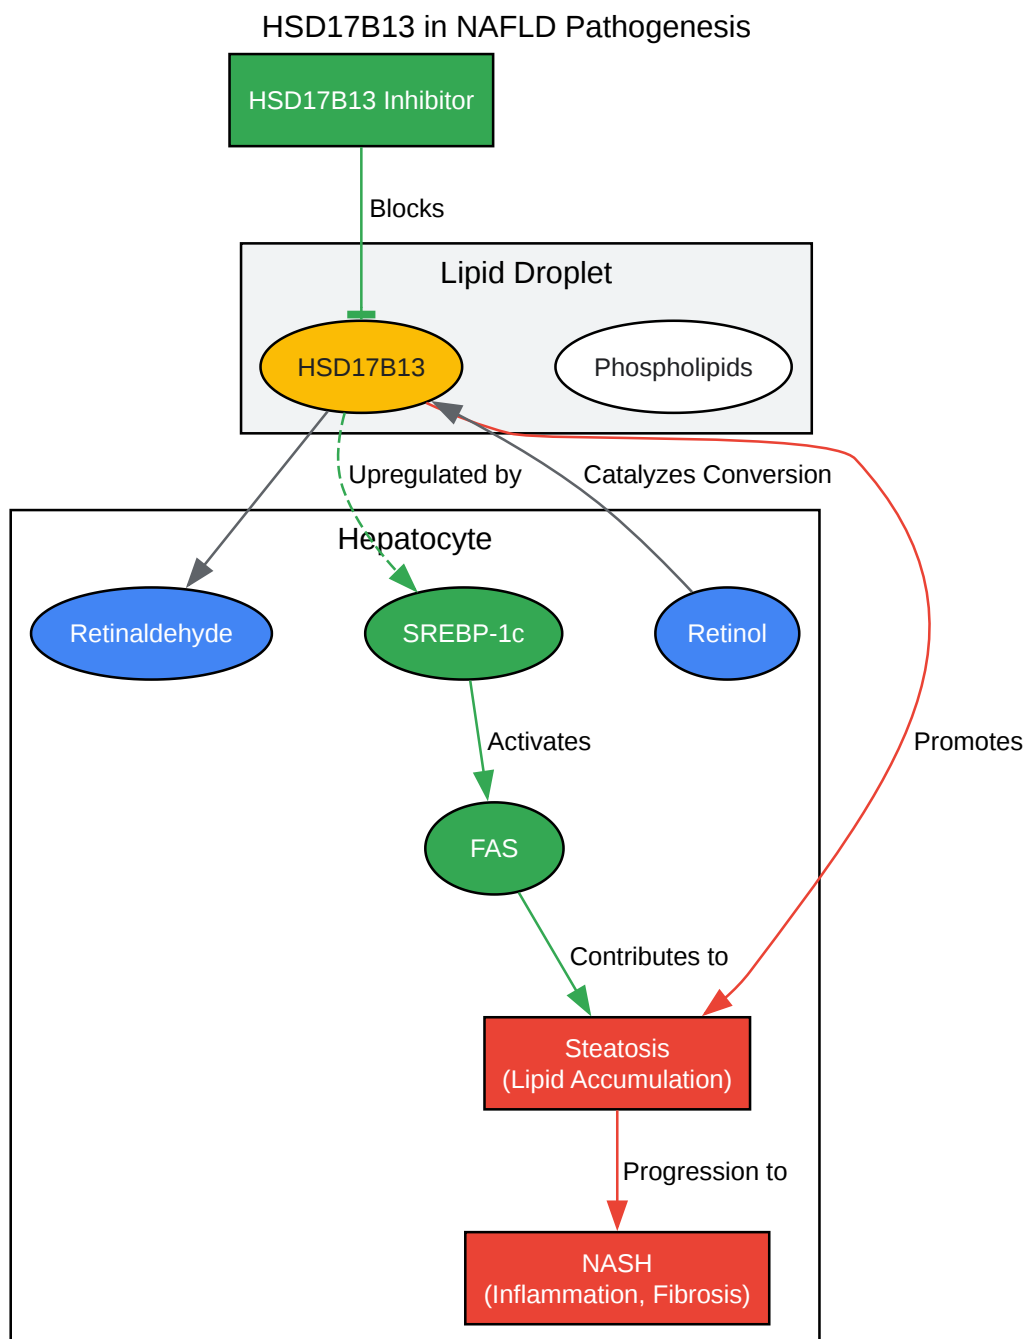 HSD17B13 in NAFLD Pathogenesis
HSD17B13 Inhibitor
Blocks
Lipid Droplet
HSD17B13
Phospholipids
Upregulated by
Catalyzes Conversion
Hepatocyte
Retinaldehyde
SREBP-1c
Retinol
Activates
Promotes
FAS
Contributes to
Steatosis
(Lipid Accumulation)
Progression to
NASH
(Inflammation, Fibrosis)